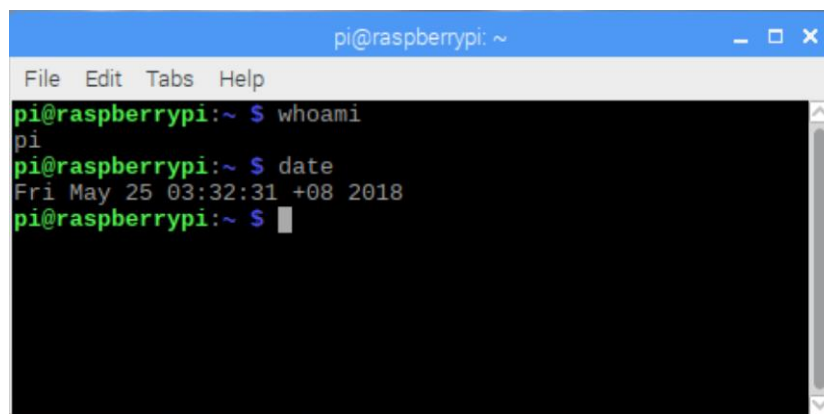 pi@raspberrypi: ~
File Edit Tabs Help
pi@raspberrypi:~ $ whoami
pi
pi@raspberrypi:~ $ date
Fri May 25 03:32:31 +08 2018
pi@raspberrypi:~ $